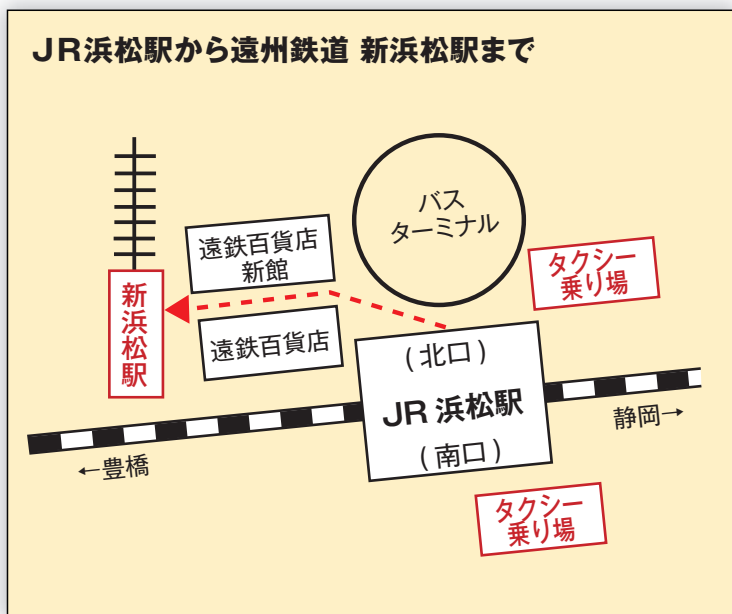 JR浜松駅から遠州鉄道 新浜松駅まで
バス
ターミナル
遠鉄百貨店
新館
タクシー
乗り場
新浜松駅
遠鉄百貨店
(北口)
JR 浜松駅
(南口)
静岡→
←豊橋
タクシー
乗り場